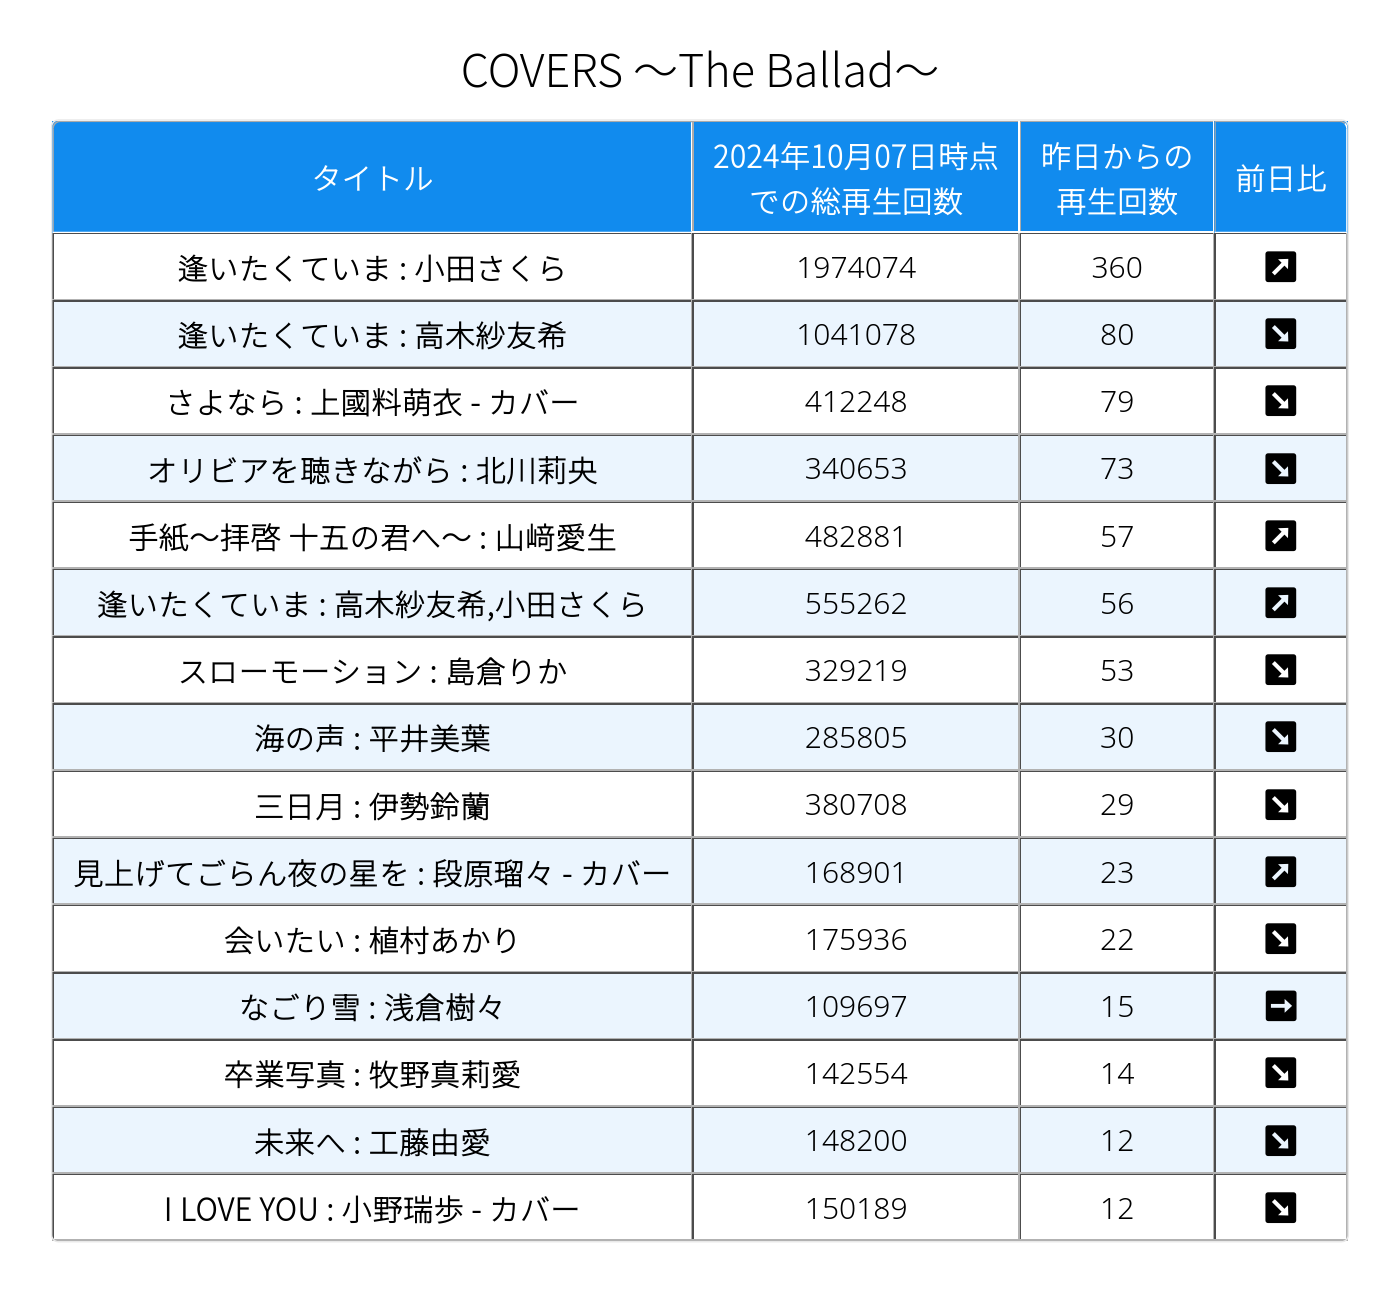 COVERS ～The Ballad～
タイトル 2024年10月07日時点での総再生回数 昨日からの再生回数 前日比
逢いたくていま : 小田さくら 1974074 360 ↗
逢いたくていま : 高木紗友希 1041078 80 ↘
さよなら : 上國料萌衣 - カバー 412248 79 ↘
オリビアを聴きながら : 北川莉央 340653 73 ↘
手紙～拝啓 十五の君へ～ : 山﨑愛生 482881 57 ↗
逢いたくていま : 高木紗友希,小田さくら 555262 56 ↗
スローモーション : 島倉りか 329219 53 ↘
海の声 : 平井美葉 285805 30 ↘
三日月 : 伊勢鈴蘭 380708 29 ↘
見上げてごらん夜の星を : 段原瑠々 - カバー 168901 23 ↗
会いたい : 植村あかり 175936 22 ↘
なごり雪 : 浅倉樹々 109697 15 →
卒業写真 : 牧野真莉愛 142554 14 ↘
未来へ : 工藤由愛 148200 12 ↘
I LOVE YOU : 小野瑞歩 - カバー 150189 12 ↘